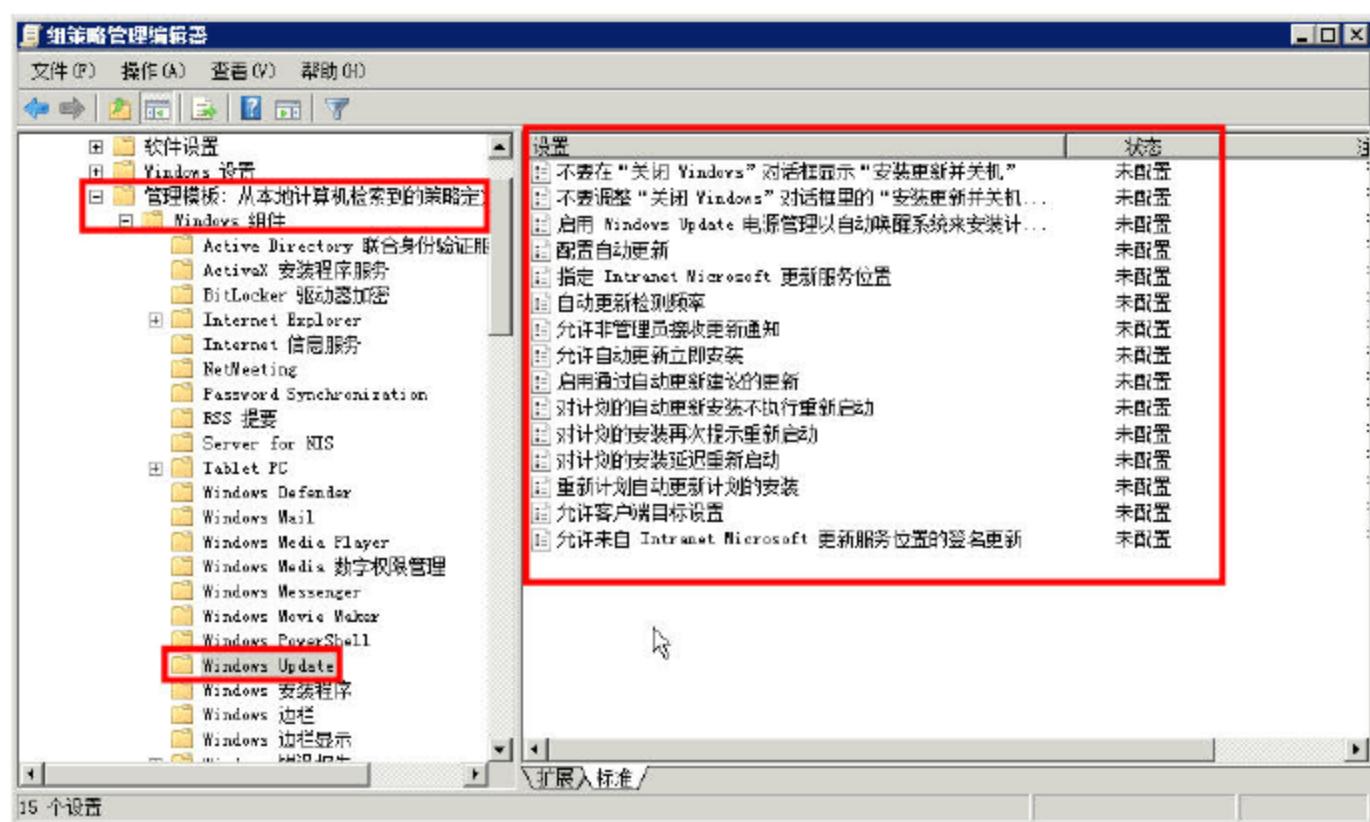 组策略管理编辑器
文件(F) 操作(A) 查看(V) 帮助(H)
软件设置
Windows 设置
管理模板: 从本地计算机检索到的策略定
Windows 组件
Active Directory 联合身份验证服
ActiveX 安装程序服务
BitLocker 驱动器加密
Internet Explorer
Internet 信息服务
NetMeeting
Password Synchronization
RSS 提要
Server for NIS
Tablet PC
Windows Defender
Windows Mail
Windows Media Player
Windows Media 数字权限管理
Windows Messenger
Windows Movie Maker
Windows PowerShell
Windows Update
Windows 安装程序
Windows 边栏
Windows 边栏显示
设置 状态
不要在“关闭 Windows”对话框显示“安装更新并关机” 未配置
不要调整“关闭 Windows”对话框里的“安装更新并关机... 未配置
启用 Windows Update 电源管理以自动唤醒系统来安装计... 未配置
配置自动更新 未配置
指定 Intranet Microsoft 更新服务位置 未配置
自动更新检测频率 未配置
允许非管理员接收更新通知 未配置
允许自动更新立即安装 未配置
启用通过自动更新建议的更新 未配置
对计划的自动更新安装不执行重新启动 未配置
对计划的安装再次提示重新启动 未配置
对计划的安装延迟重新启动 未配置
重新计划自动更新计划的安装 未配置
允许客户端目标设置 未配置
允许来自 Intranet Microsoft 更新服务位置的签名更新 未配置
扩展 标准
15 个设置